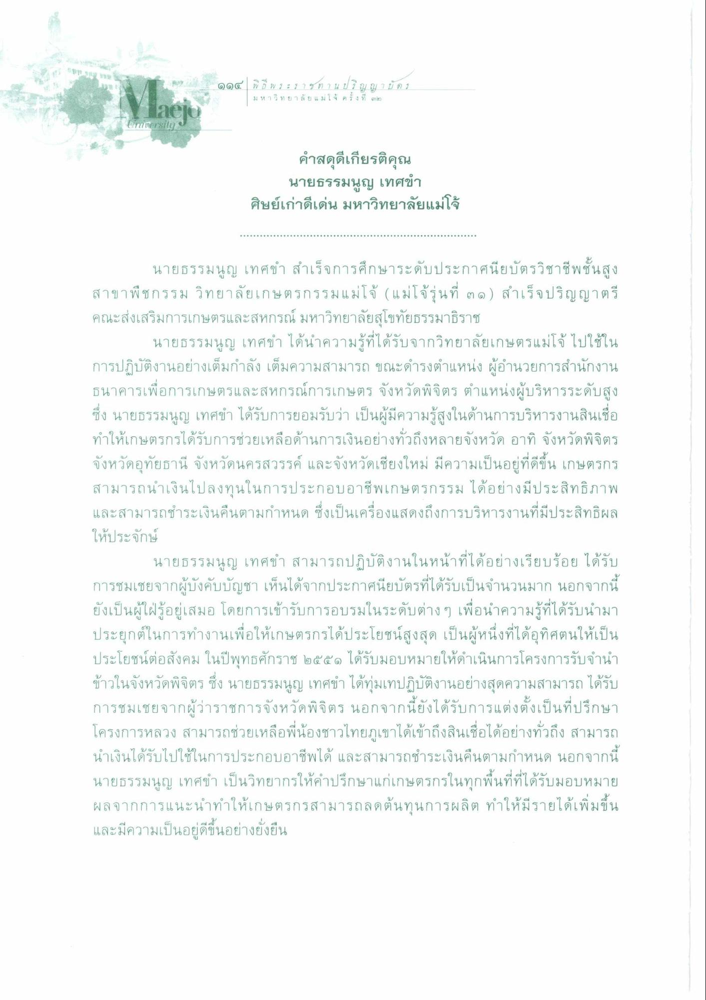 ๑๑๔
พิธีพระราชทานปริญญาบัตร
มหาวิทยาลัยแม่โจ้ ครั้งที่ ๓๒
Maejo
University
คำสดุดีเกียรติคุณ
นายธรรมนูญ เทศขำ
ศิษย์เก่าดีเด่น มหาวิทยาลัยแม่โจ้
นายธรรมนูญ เทศขำ สำเร็จการศึกษาระดับประกาศนียบัตรวิชาชีพชั้นสูง
สาขาพืชกรรม วิทยาลัยเกษตรกรรมแม่โจ้ (แม่โจ้รุ่นที่ ๓๑) สำเร็จปริญญาตรี
คณะส่งเสริมการเกษตรและสหกรณ์ มหาวิทยาลัยสุโขทัยธรรมาธิราช
นายธรรมนูญ เทศขำ ได้นำความรู้ที่ได้รับจากวิทยาลัยเกษตรแม่โจ้ ไปใช้ใน
การปฏิบัติงานอย่างเต็มกำลัง เต็มความสามารถ ขณะดำรงตำแหน่ง ผู้อำนวยการสำนักงาน
ธนาคารเพื่อการเกษตรและสหกรณ์การเกษตร จังหวัดพิจิตร ตำแหน่งผู้บริหารระดับสูง
ซึ่ง นายธรรมนูญ เทศขำ ได้รับการยอมรับว่า เป็นผู้มีความรู้สูงในด้านการบริหารงานสินเชื่อ
ทำให้เกษตรกรได้รับการช่วยเหลือด้านการเงินอย่างทั่วถึงหลายจังหวัด อาทิ จังหวัดพิจิตร
จังหวัดอุทัยธานี จังหวัดนครสวรรค์ และจังหวัดเชียงใหม่ มีความเป็นอยู่ที่ดีขึ้น เกษตรกร
สามารถนำเงินไปลงทุนในการประกอบอาชีพเกษตรกรรม ได้อย่างมีประสิทธิภาพ
และสามารถชำระเงินคืนตามกำหนด ซึ่งเป็นเครื่องแสดงถึงการบริหารงานที่มีประสิทธิผล
ให้ประจักษ์
นายธรรมนูญ เทศขำ สามารถปฏิบัติงานในหน้าที่ได้อย่างเรียบร้อย ได้รับ
การชมเชยจากผู้บังคับบัญชา เห็นได้จากประกาศนียบัตรที่ได้รับเป็นจำนวนมาก นอกจากนี้
ยังเป็นผู้ใฝ่รู้อยู่เสมอ โดยการเข้ารับการอบรมในระดับต่างๆ เพื่อนำความรู้ที่ได้รับนำมา
ประยุกต์ในการทำงานเพื่อให้เกษตรกรได้ประโยชน์สูงสุด เป็นผู้หนึ่งที่ได้อุทิศตนให้เป็น
ประโยชน์ต่อสังคม ในปีพุทธศักราช ๒๕๕๑ ได้รับมอบหมายให้ดำเนินการโครงการรับจำนำ
ข้าวในจังหวัดพิจิตร ซึ่ง นายธรรมนูญ เทศขำ ได้ทุ่มเทปฏิบัติงานอย่างสุดความสามารถ ได้รับ
การชมเชยจากผู้ว่าราชการจังหวัดพิจิตร นอกจากนี้ยังได้รับการแต่งตั้งเป็นที่ปรึกษา
โครงการหลวง สามารถช่วยเหลือพี่น้องชาวไทยภูเขาได้เข้าถึงสินเชื่อได้อย่างทั่วถึง สามารถ
นำเงินได้รับไปใช้ในการประกอบอาชีพได้ และสามารถชำระเงินคืนตามกำหนด นอกจากนี้
นายธรรมนูญ เทศขำ เป็นวิทยากรให้คำปรึกษาแก่เกษตรกรในทุกพื้นที่ที่ได้รับมอบหมาย
ผลจากการแนะนำทำให้เกษตรกรสามารถลดต้นทุนการผลิต ทำให้มีรายได้เพิ่มขึ้น
และมีความเป็นอยู่ดีขึ้นอย่างยั่งยืน